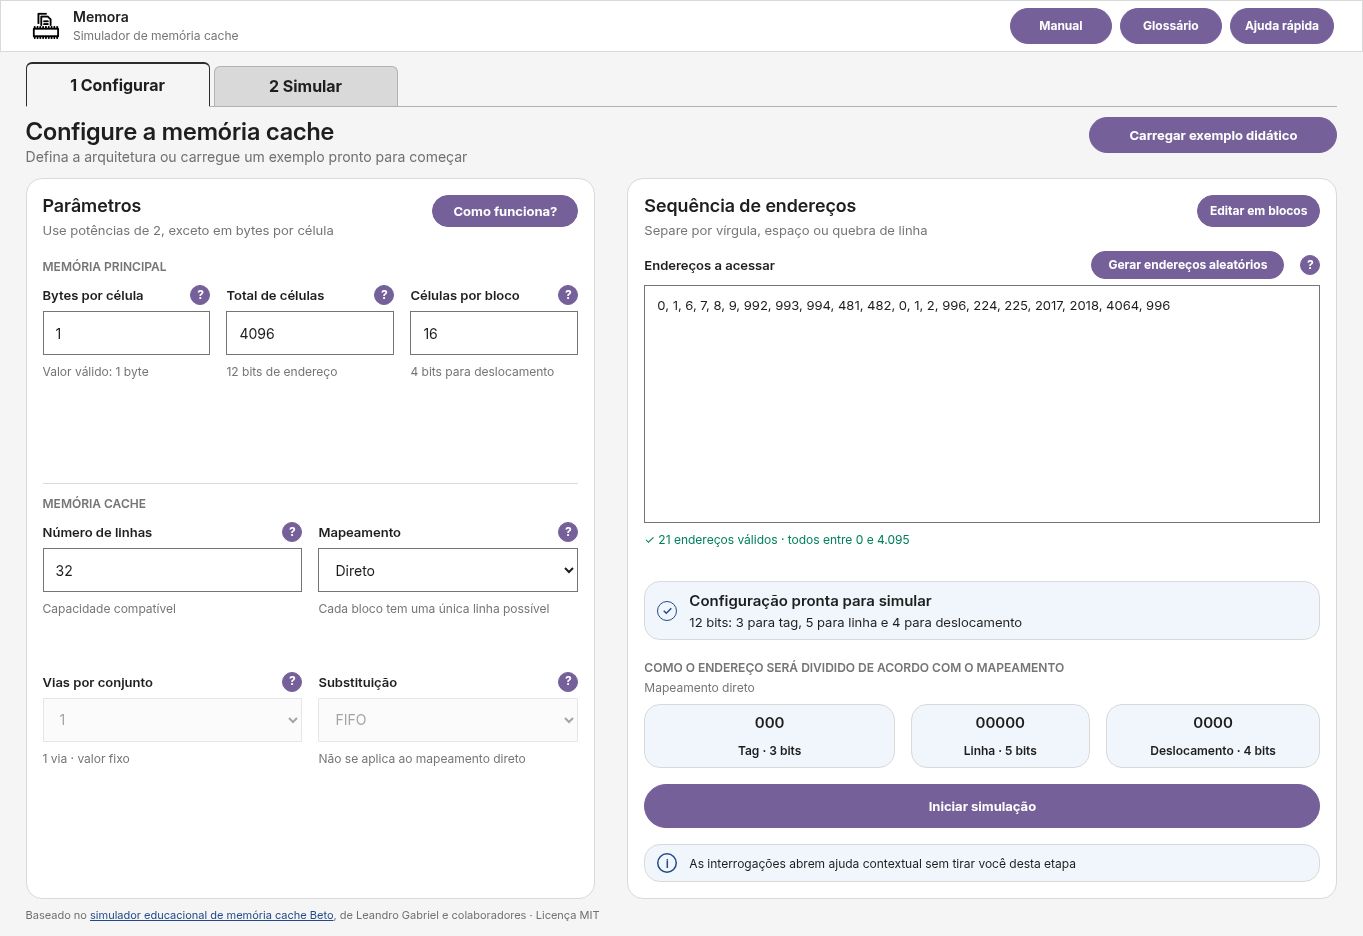 Memora
Simulador de memória cache
Manual
Glossário
Ajuda rápida
1 Configurar
2 Simular
Configure a memória cache
Defina a arquitetura ou carregue um exemplo pronto para começar
Carregar exemplo didático
Parâmetros
Use potências de 2, exceto em bytes por célula
Como funciona?
MEMÓRIA PRINCIPAL
Bytes por célula ?
Total de células ?
Células por bloco ?
1
4096
16
Valor válido: 1 byte
12 bits de endereço
4 bits para deslocamento
MEMÓRIA CACHE
Número de linhas ?
Mapeamento ?
32
Direto
Capacidade compatível
Cada bloco tem uma única linha possível
Vias por conjunto ?
Substituição ?
1
FIFO
1 via · valor fixo
Não se aplica ao mapeamento direto
Sequência de endereços
Separe por vírgula, espaço ou quebra de linha
Editar em blocos
Endereços a acessar
Gerar endereços aleatórios
?
0, 1, 6, 7, 8, 9, 992, 993, 994, 481, 482, 0, 1, 2, 996, 224, 225, 2017, 2018, 4064, 996
✓ 21 endereços válidos · todos entre 0 e 4.095
Configuração pronta para simular
12 bits: 3 para tag, 5 para linha e 4 para deslocamento
COMO O ENDEREÇO SERÁ DIVIDIDO DE ACORDO COM O MAPEAMENTO
Mapeamento direto
000
Tag · 3 bits
00000
Linha · 5 bits
0000
Deslocamento · 4 bits
Iniciar simulação
As interrogações abrem ajuda contextual sem tirar você desta etapa
Baseado no simulador educacional de memória cache Beto, de Leandro Gabriel e colaboradores · Licença MIT